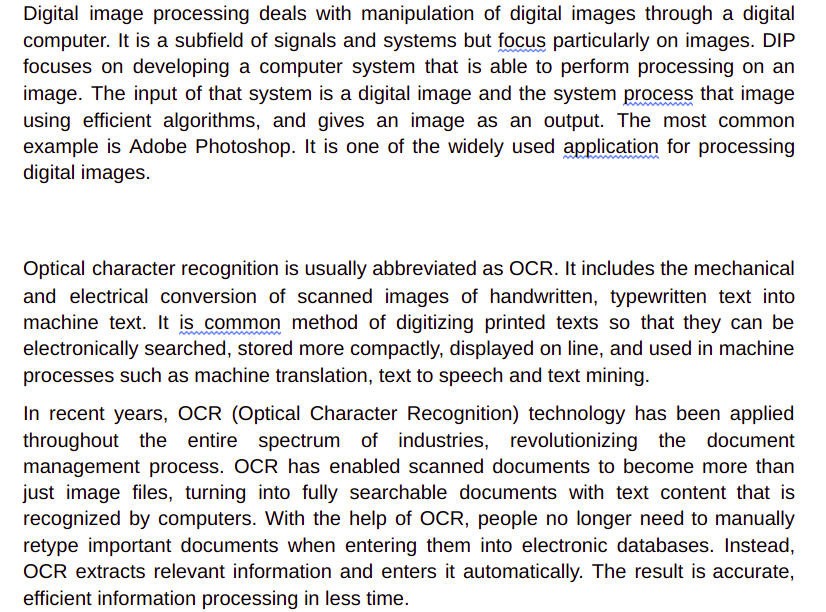 Digital image processing deals with manipulation of digital images through a digital
computer. It is a subfield of signals and systems but focus particularly on images. DIP
focuses on developing a computer system that is able to perform processing on an
image. The input of that system is a digital image and the system process that image
using efficient algorithms, and gives an image as an output. The most common
example is Adobe Photoshop. It is one of the widely used application for processing
digital images.
Optical character recognition is usually abbreviated as OCR. It includes the mechanical
and electrical conversion of scanned images of handwritten, typewritten text into
machine text. It is common method of digitizing printed texts so that they can be
electronically searched, stored more compactly, displayed on line, and used in machine
processes such as machine translation, text to speech and text mining.
In recent years, OCR (Optical Character Recognition) technology has been applied
throughout the entire spectrum of industries, revolutionizing the document
management process. OCR has enabled scanned documents to become more than
just image files, turning into fully searchable documents with text content that is
recognized by computers. With the help of OCR, people no longer need to manually
retype important documents when entering them into electronic databases. Instead,
OCR extracts relevant information and enters it automatically. The result is accurate,
efficient information processing in less time.